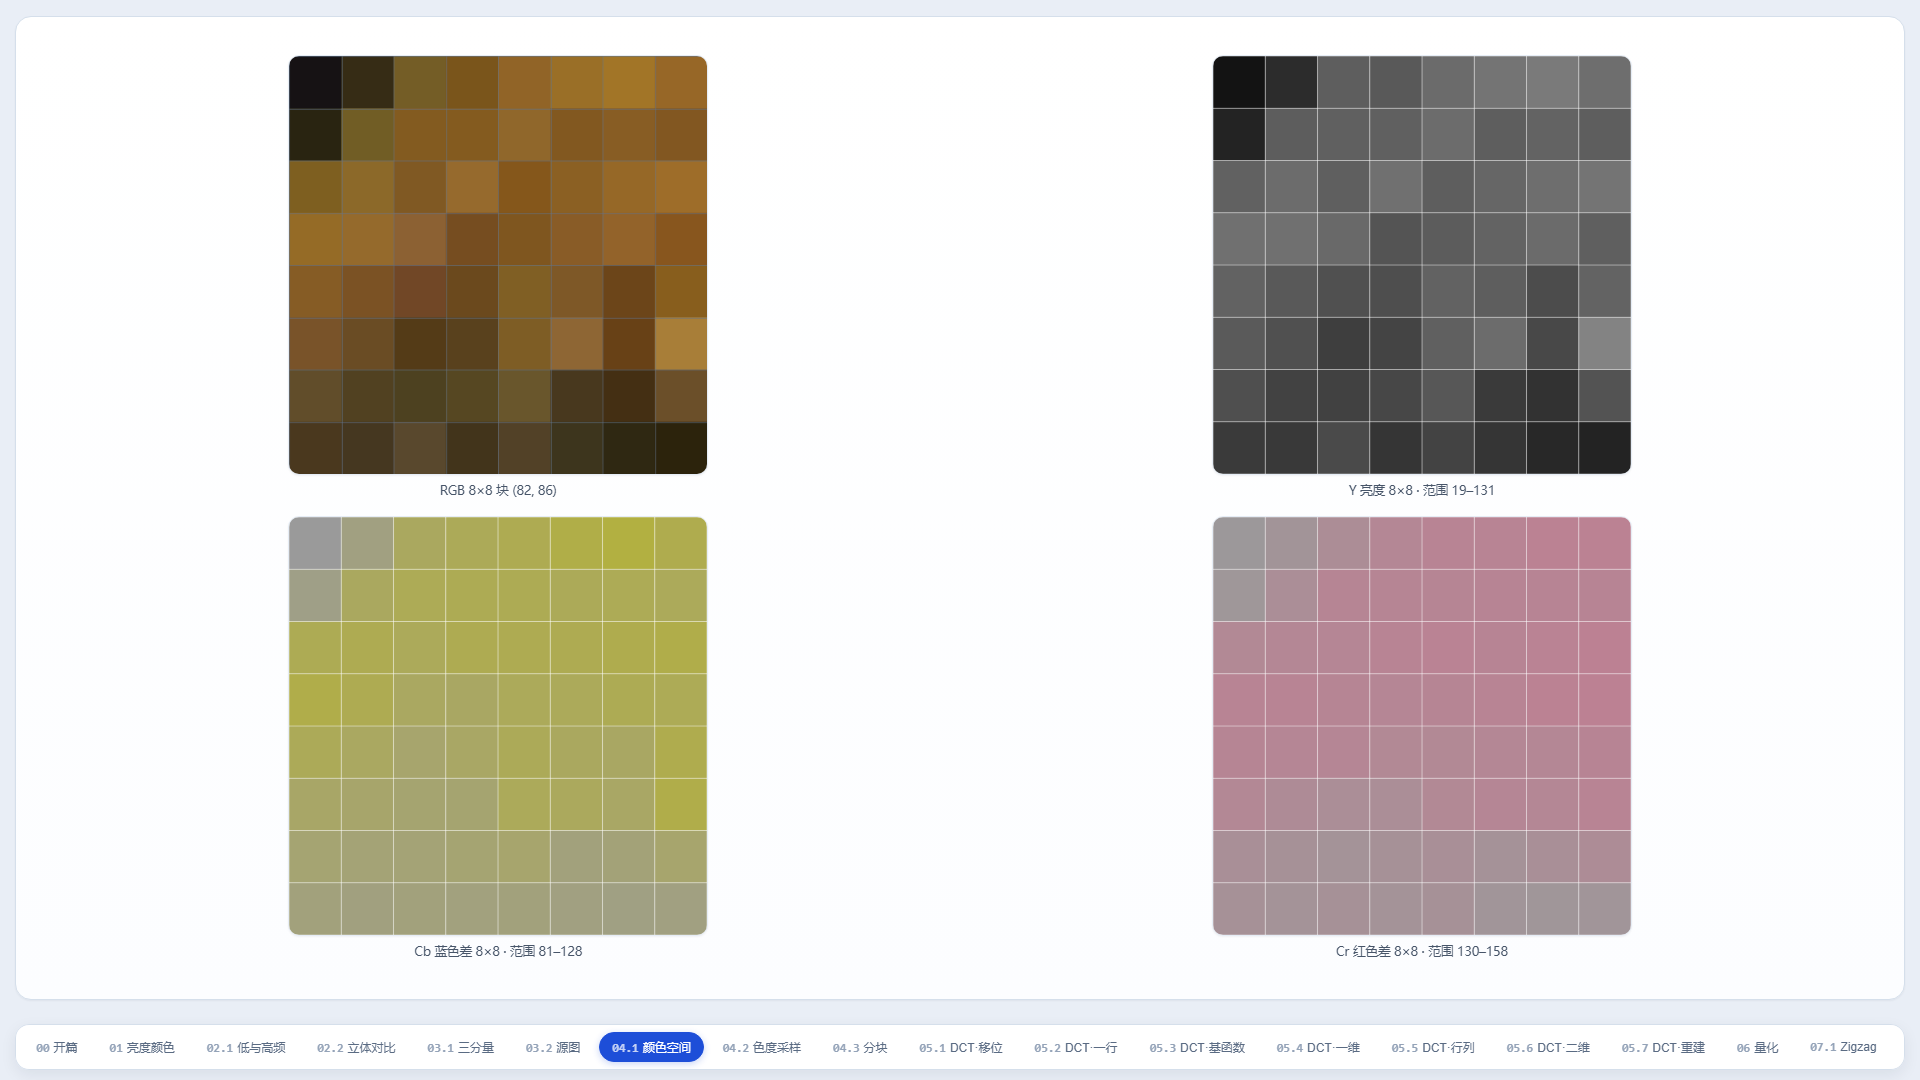 RGB 8×8 块 (82, 86)
Y 亮度 8×8 · 范围 19–131
Cb 蓝色差 8×8 · 范围 81–128
Cr 红色差 8×8 · 范围 130–158
00 开篇
01 亮度颜色
02.1 低与高频
02.2 立体对比
03.1 三分量
03.2 源图
04.1 颜色空间
04.2 色度采样
04.3 分块
05.1 DCT·移位
05.2 DCT·一行
05.3 DCT·基函数
05.4 DCT·一维
05.5 DCT·行列
05.6 DCT·二维
05.7 DCT·重建
06 量化
07.1 Zigzag